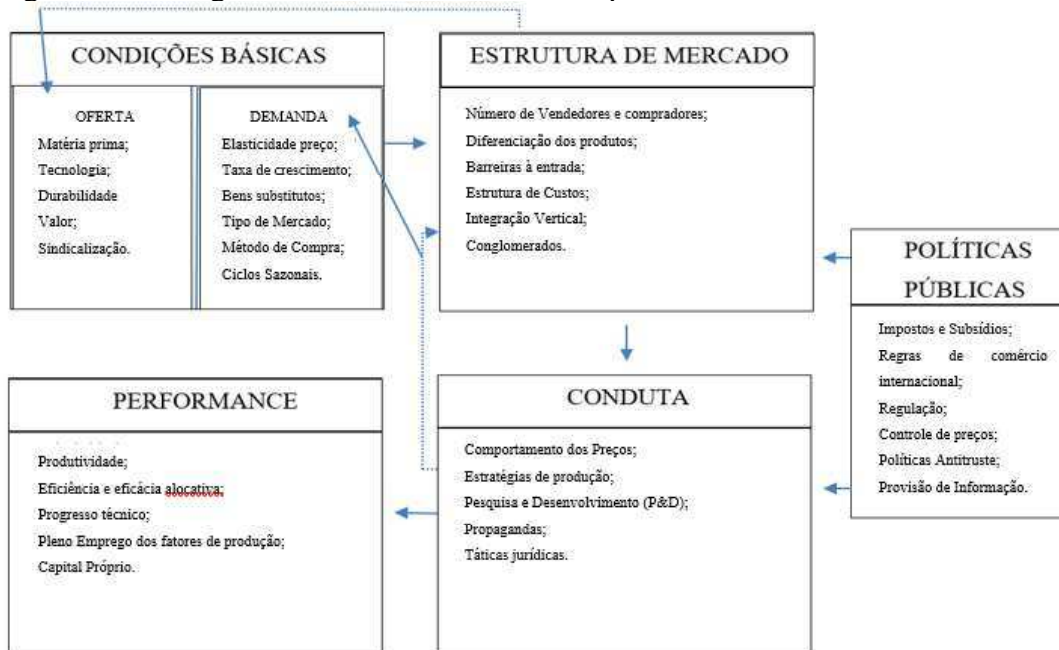 CONDIÇÕES BÁSICAS
OFERTA
Matéria prima;
Tecnologia;
Durabilidade
Valor;
Sindicalização.
DEMANDA
Elasticidade preço;
Taxa de crescimento;
Bens substitutos;
Tipo de Mercado;
Método de Compra;
Ciclos Sazonais.
ESTRUTURA DE MERCADO
Número de Vendedores e compradores;
Diferenciação dos produtos;
Barreiras à entrada;
Estrutura de Custos;
Integração Vertical;
Conglomerados.
POLÍTICAS
PÚBLICAS
Impostos e Subsídios;
Regras de comércio
internacional;
Regulação;
Controle de preços;
Políticas Antitruste;
Provisão de Informação.
PERFORMANCE
Produtividade;
Eficiência e eficácia alocativa;
Progresso técnico;
Pleno Emprego dos fatores de produção;
Capital Próprio.
CONDUTA
Comportamento dos Preços;
Estratégias de produção;
Pesquisa e Desenvolvimento (P&D);
Propagandas;
Táticas jurídicas.